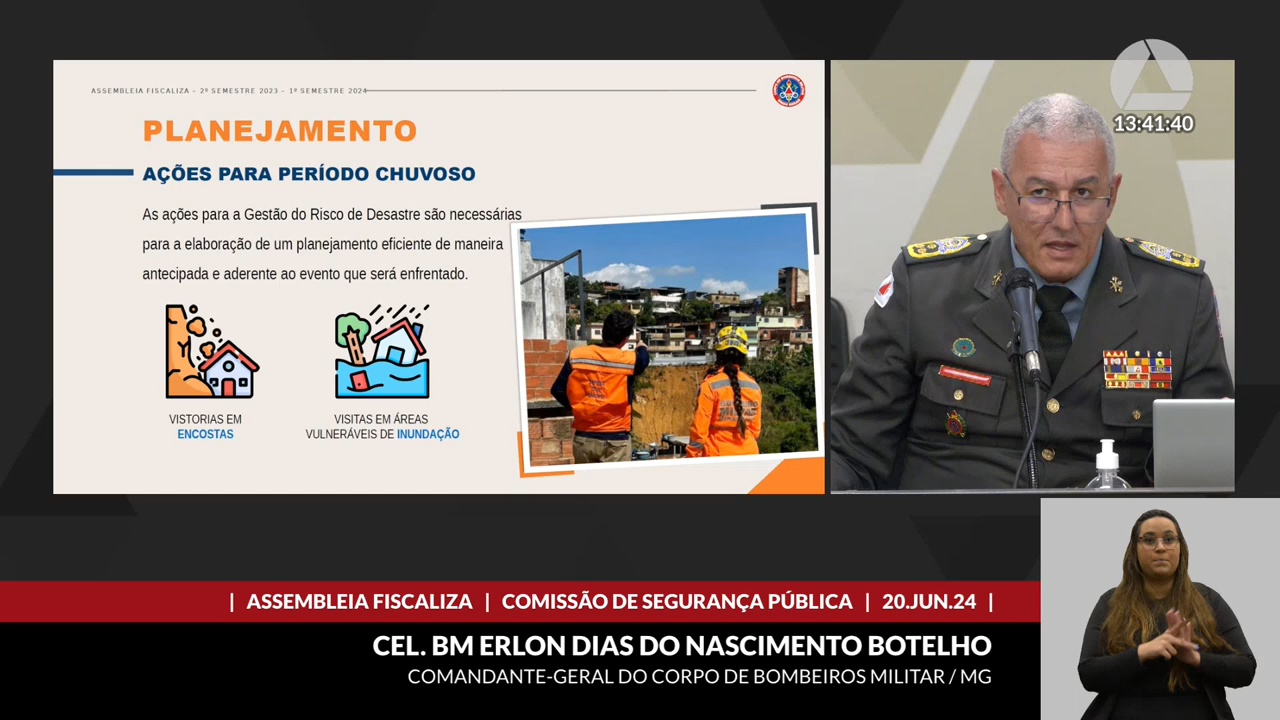 ASSEMBLEIA FISCALIZA - 2º SEMESTRE 2023 - 1º SEMESTRE 2024
PLANEJAMENTO
AÇÕES PARA PERÍODO CHUVOSO
As ações para a Gestão do Risco de Desastre são necessárias
para a elaboração de um planejamento eficiente de maneira
antecipada e aderente ao evento que será enfrentado.
VISTORIAS EM
ENCOSTAS
VISITAS EM ÁREAS
VULNERÁVEIS DE INUNDAÇÃO
13:41:40
| ASSEMBLEIA FISCALIZA | COMISSÃO DE SEGURANÇA PÚBLICA | 20.JUN.24 |
CEL. BM ERLON DIAS DO NASCIMENTO BOTELHO
COMANDANTE-GERAL DO CORPO DE BOMBEIROS MILITAR / MG